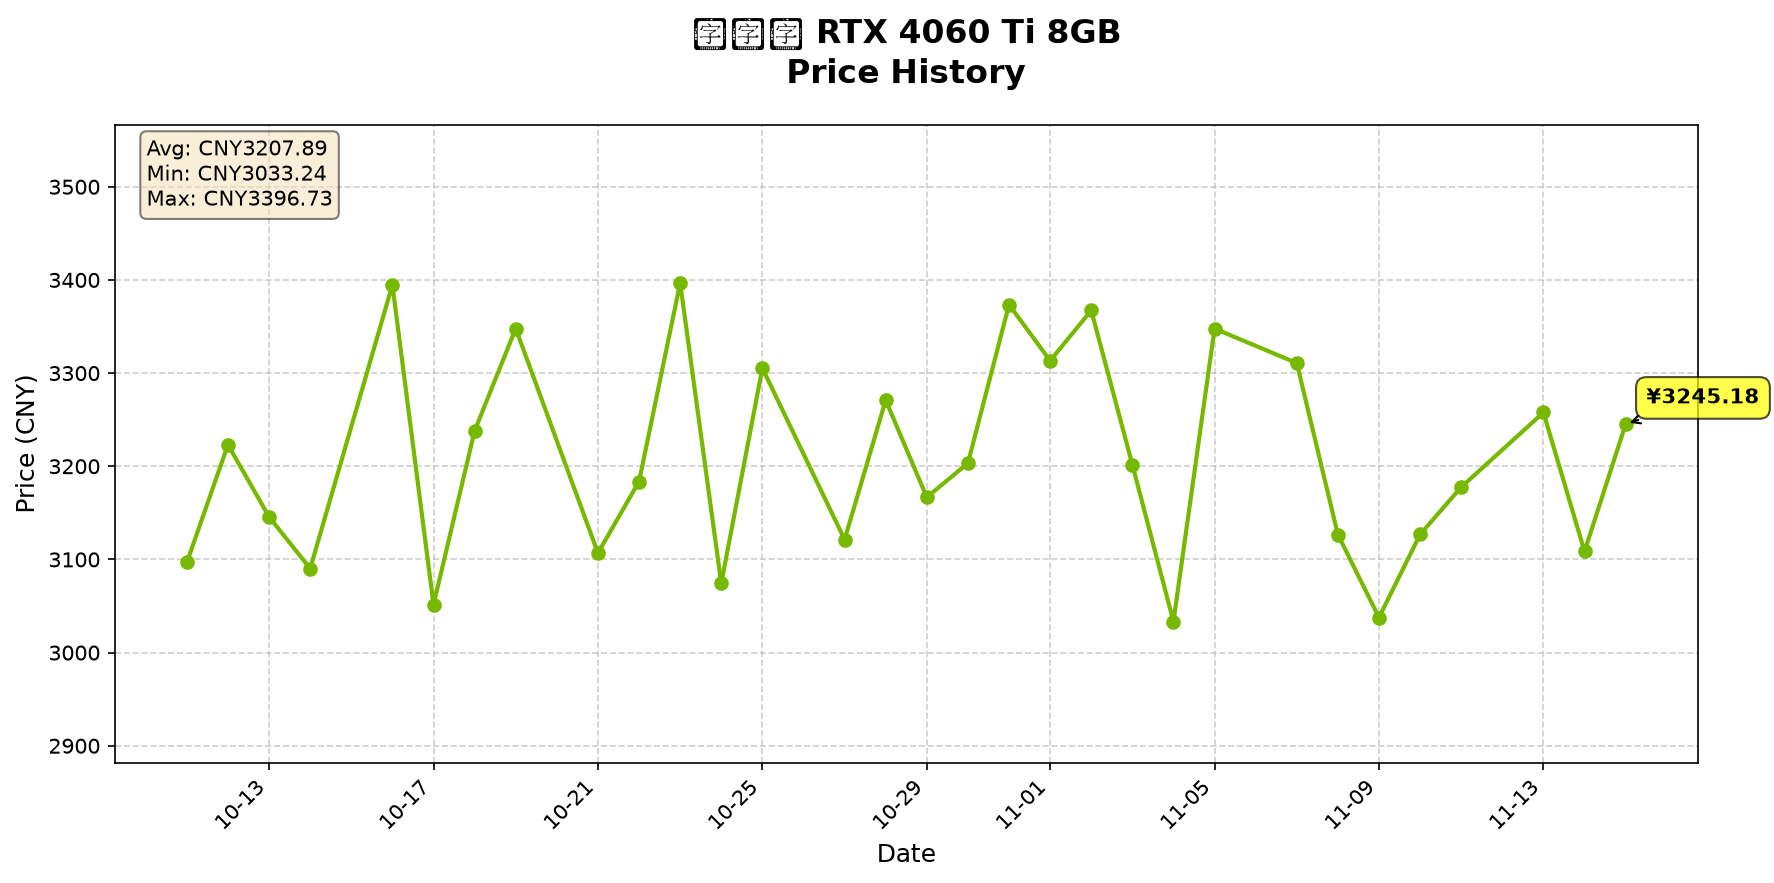 RTX 4060 Ti 8GB
Price History
Avg: CNY3207.89
Min: CNY3033.24
Max: CNY3396.73
3500
3400
3300
3200
3100
3000
2900
Price (CNY)
¥3245.18
10-13
10-17
10-21
10-25
10-29
11-01
11-05
11-09
11-13
Date